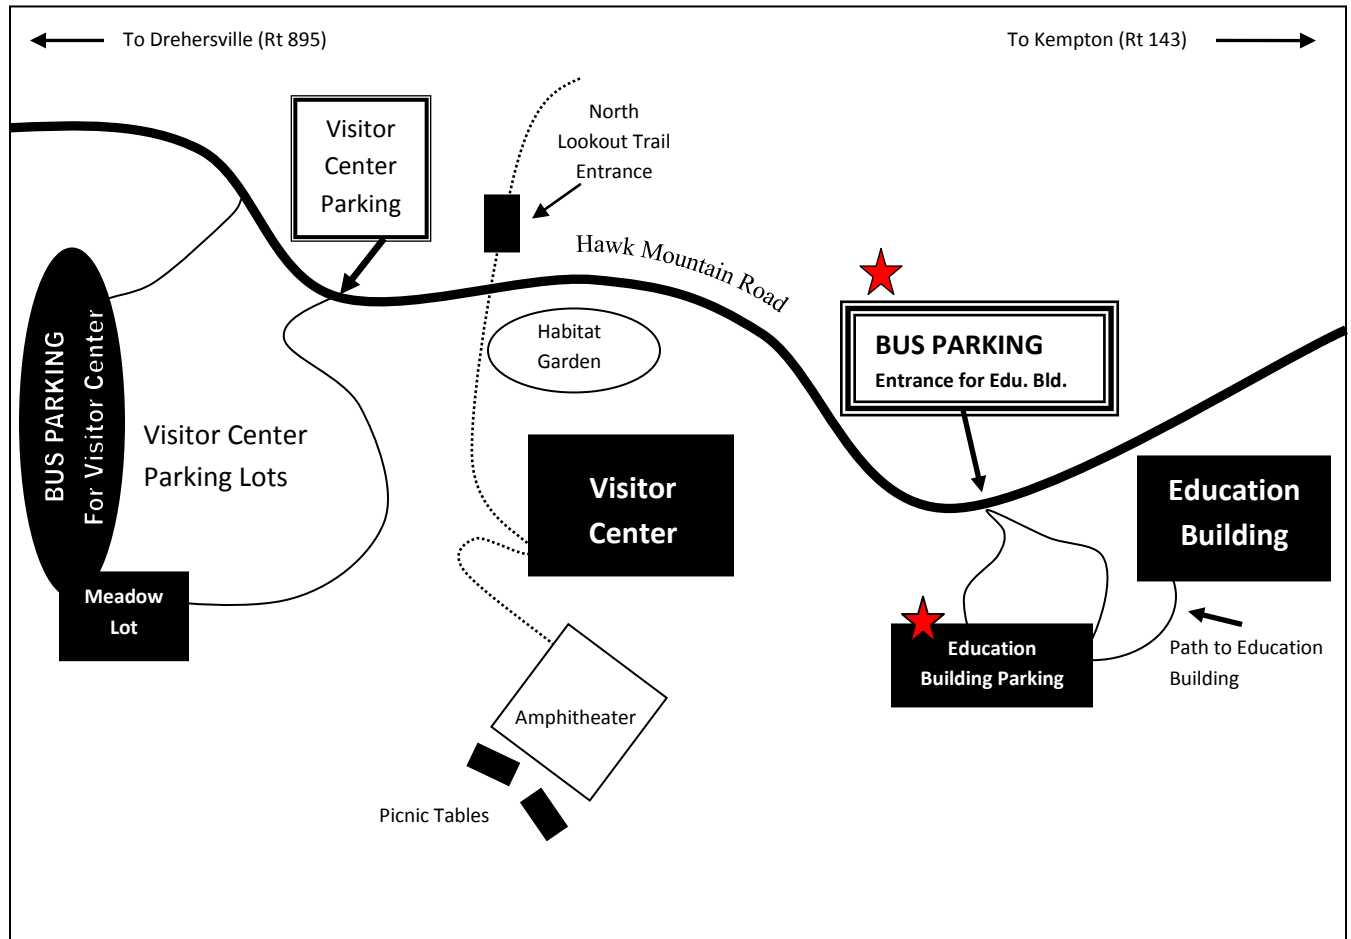 To Drehersville (Rt 895)
To Kempton (Rt 143)
Visitor
Center
Parking
North
Lookout Trail
Entrance
Hawk Mountain Road
BUS PARKING
Entrance for Edu. Bld.
Habitat
Garden
BUS PARKING
For Visitor Center
Visitor Center
Parking Lots
Visitor
Center
Education
Building
Meadow
Lot
Education
Building Parking
Path to Education
Building
Amphitheater
Picnic Tables